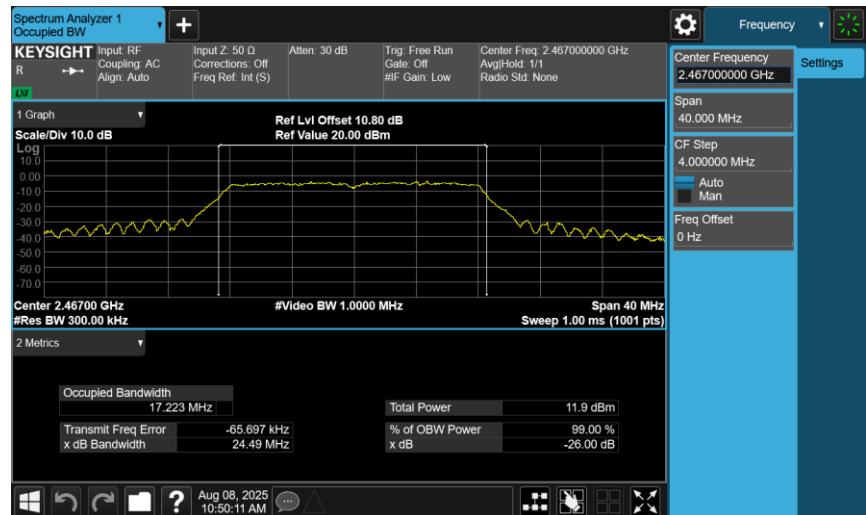 Spectrum Analyzer 1
Occupied BW
Frequency
KEYSIGHT
R
LXI
Input: RF
Coupling: AC
Align: Auto
Input Z: 50 Ω
Corrections: Off
Freq Ref: Int (S)
Atten: 30 dB
Trig: Free Run
Gate: Off
#IF Gain: Low
Center Freq: 2.467000000 GHz
Avg|Hold: 1/1
Radio Std: None
Center Frequency
2.467000000 GHz
Settings
Span
40.000 MHz
CF Step
4.000000 MHz
Auto
Man
Freq Offset
0 Hz
1 Graph
Scale/Div 10.0 dB
Ref Lvl Offset 10.80 dB
Ref Value 20.00 dBm
Log
10.0
0.00
-10.0
-20.0
-30.0
-40.0
-50.0
-60.0
-70.0
Center 2.46700 GHz
#Video BW 1.0000 MHz
Span 40 MHz
#Res BW 300.00 kHz
Sweep 1.00 ms (1001 pts)
2 Metrics
Occupied Bandwidth
17.223 MHz
Total Power 11.9 dBm
Transmit Freq Error -65.697 kHz
% of OBW Power 99.00 %
x dB Bandwidth 24.49 MHz
x dB -26.00 dB
?
Aug 08, 2025
10:50:11 AM